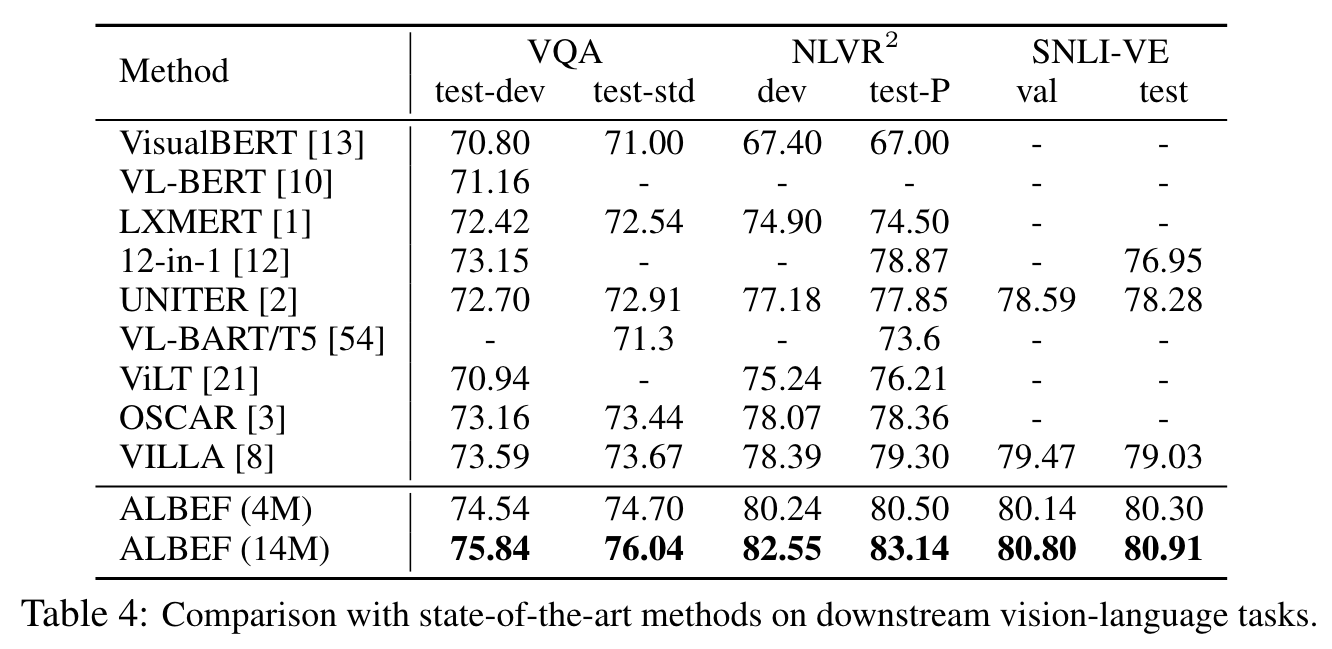 Method VQA NLVR² SNLI-VE
test-dev test-std dev test-P val test
VisualBERT [13] 70.80 71.00 67.40 67.00 - -
VL-BERT [10] 71.16 - - - - -
LXMERT [1] 72.42 72.54 74.90 74.50 - -
12-in-1 [12] 73.15 - - 78.87 - 76.95
UNITER [2] 72.70 72.91 77.18 77.85 78.59 78.28
VL-BART/T5 [54] - 71.3 - 73.6 - -
ViLT [21] 70.94 - 75.24 76.21 - -
OSCAR [3] 73.16 73.44 78.07 78.36 - -
VILLA [8] 73.59 73.67 78.39 79.30 79.47 79.03
ALBEF (4M) 74.54 74.70 80.24 80.50 80.14 80.30
ALBEF (14M) 75.84 76.04 82.55 83.14 80.80 80.91
Table 4: Comparison with state-of-the-art methods on downstream vision-language tasks.